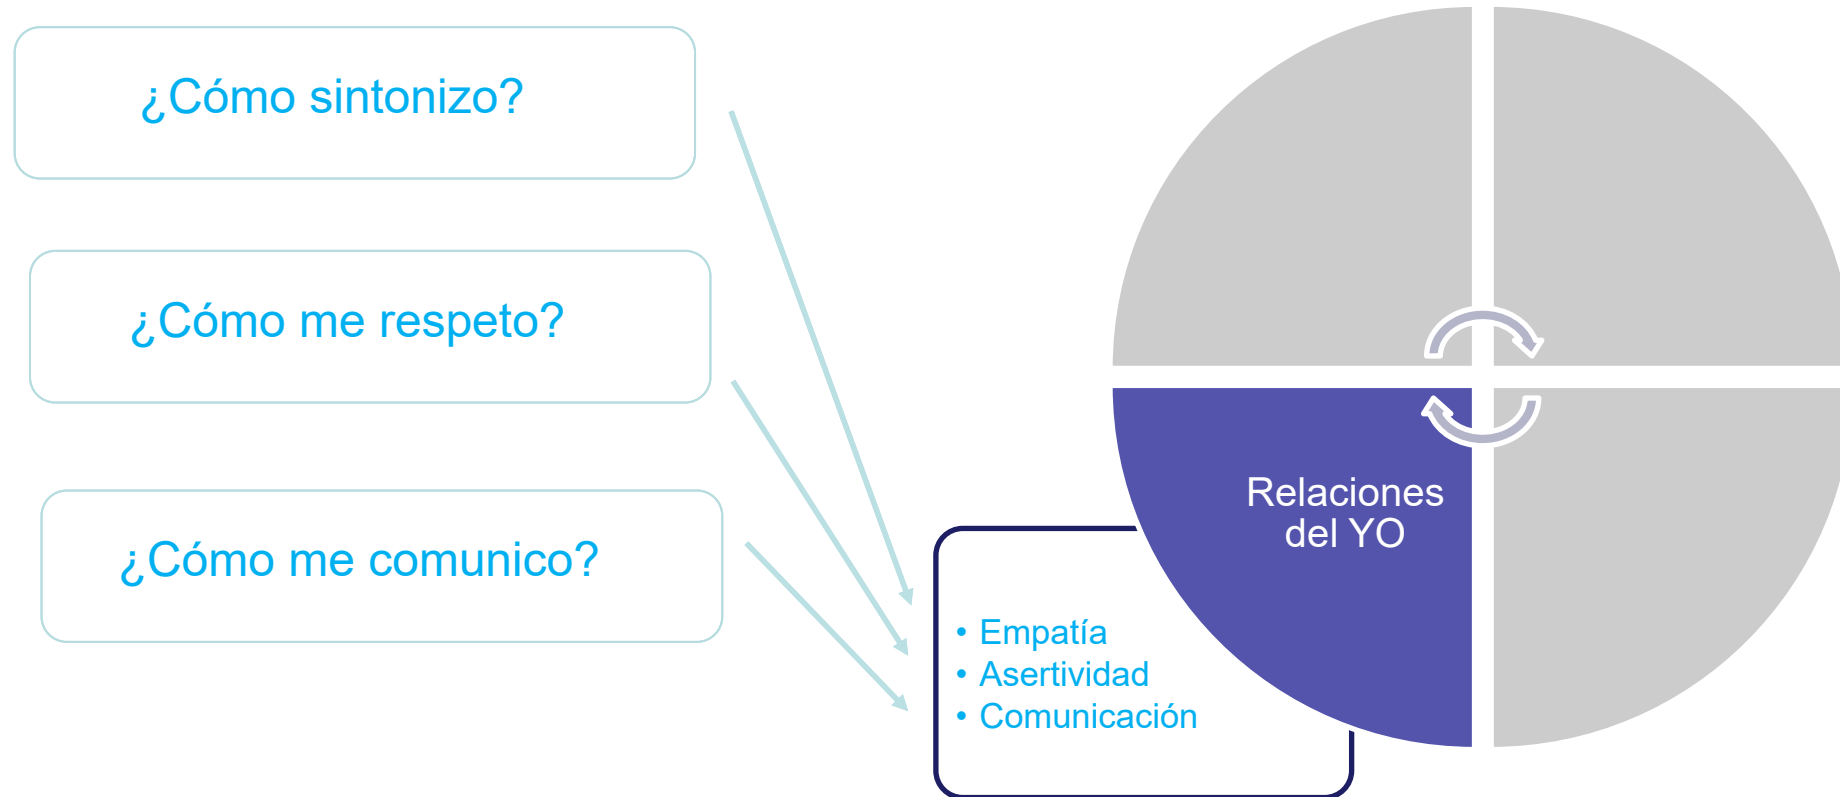 ¿Cómo sintonizo?
¿Cómo me respeto?
¿Cómo me comunico?
Relaciones
del YO
• Empatía
• Asertividad
• Comunicación